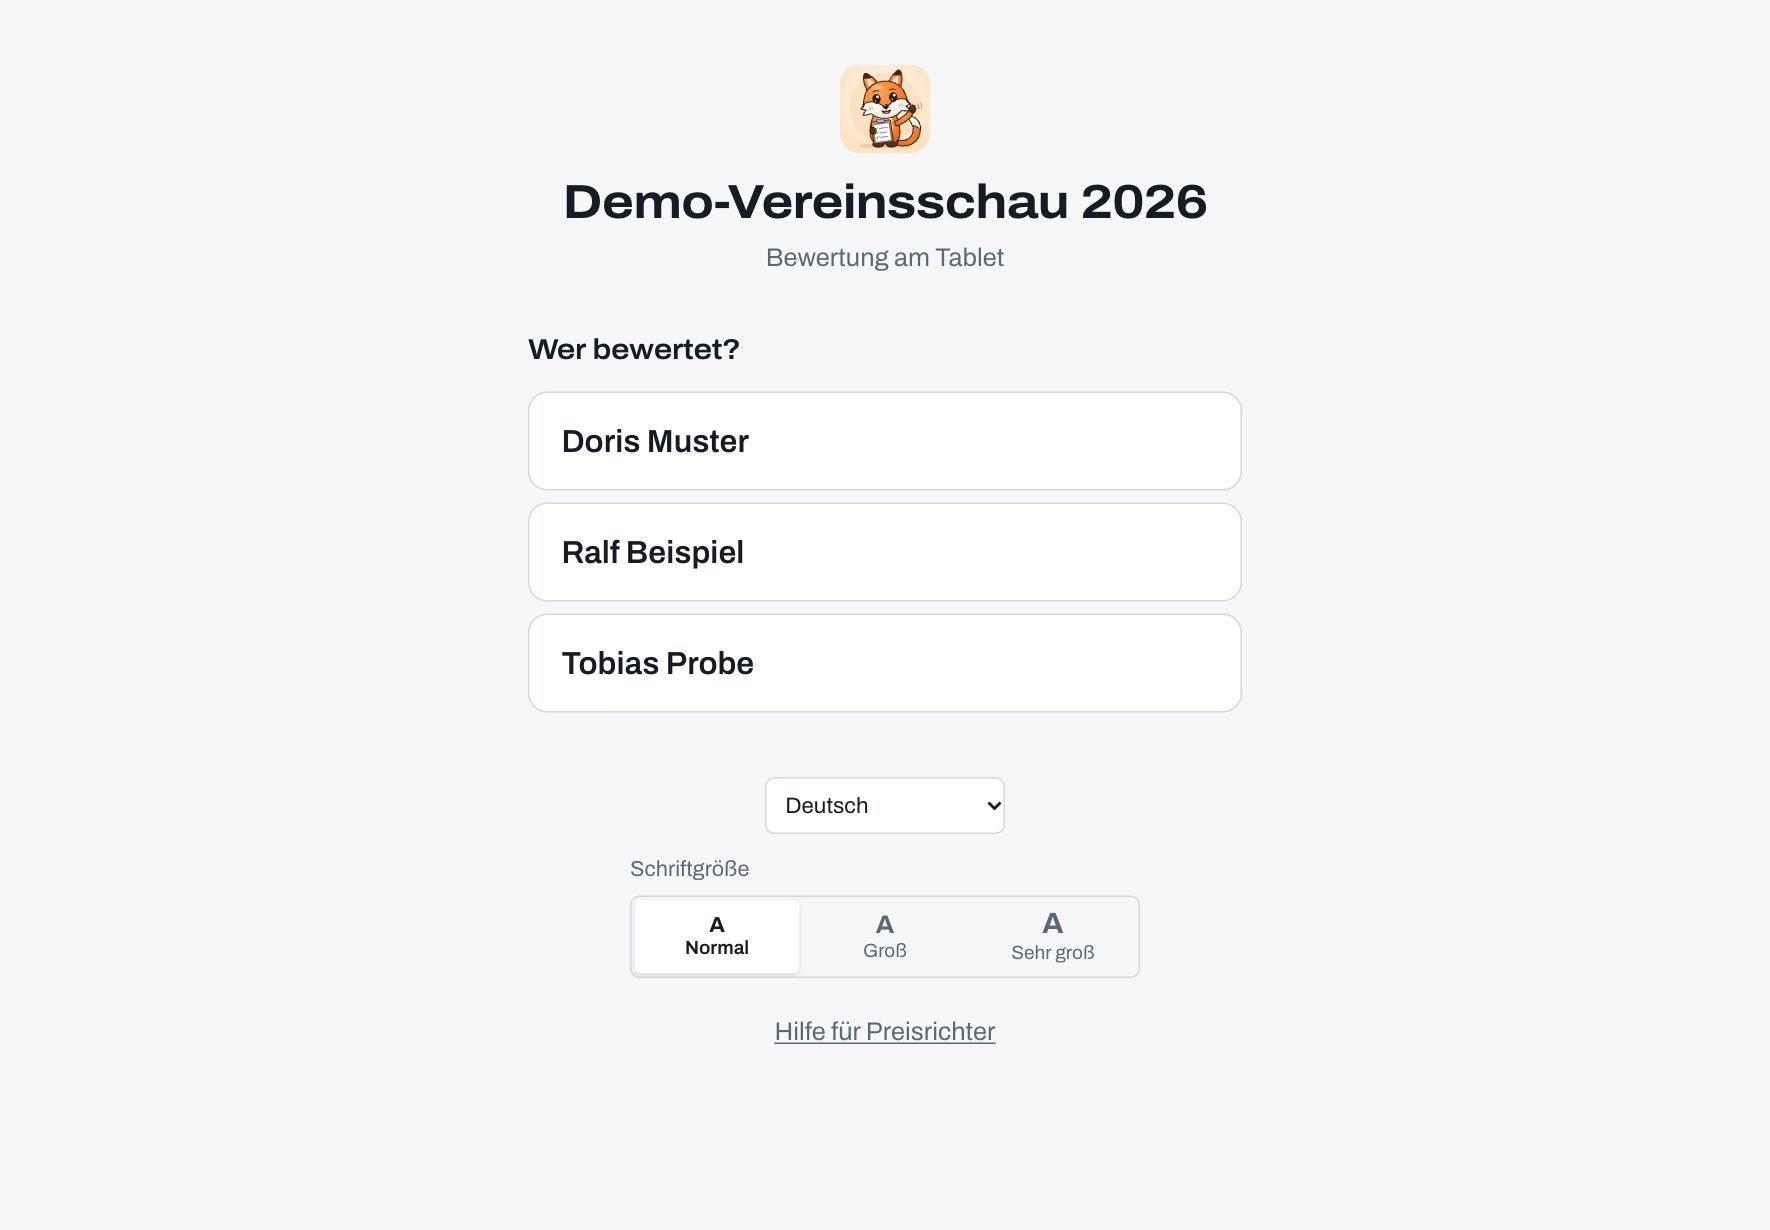 Demo-Vereinsschau 2026
Bewertung am Tablet
Wer bewertet?
Doris Muster
Ralf Beispiel
Tobias Probe
Deutsch
Schriftgröße
A A A
Normal Groß Sehr groß
Hilfe für Preisrichter